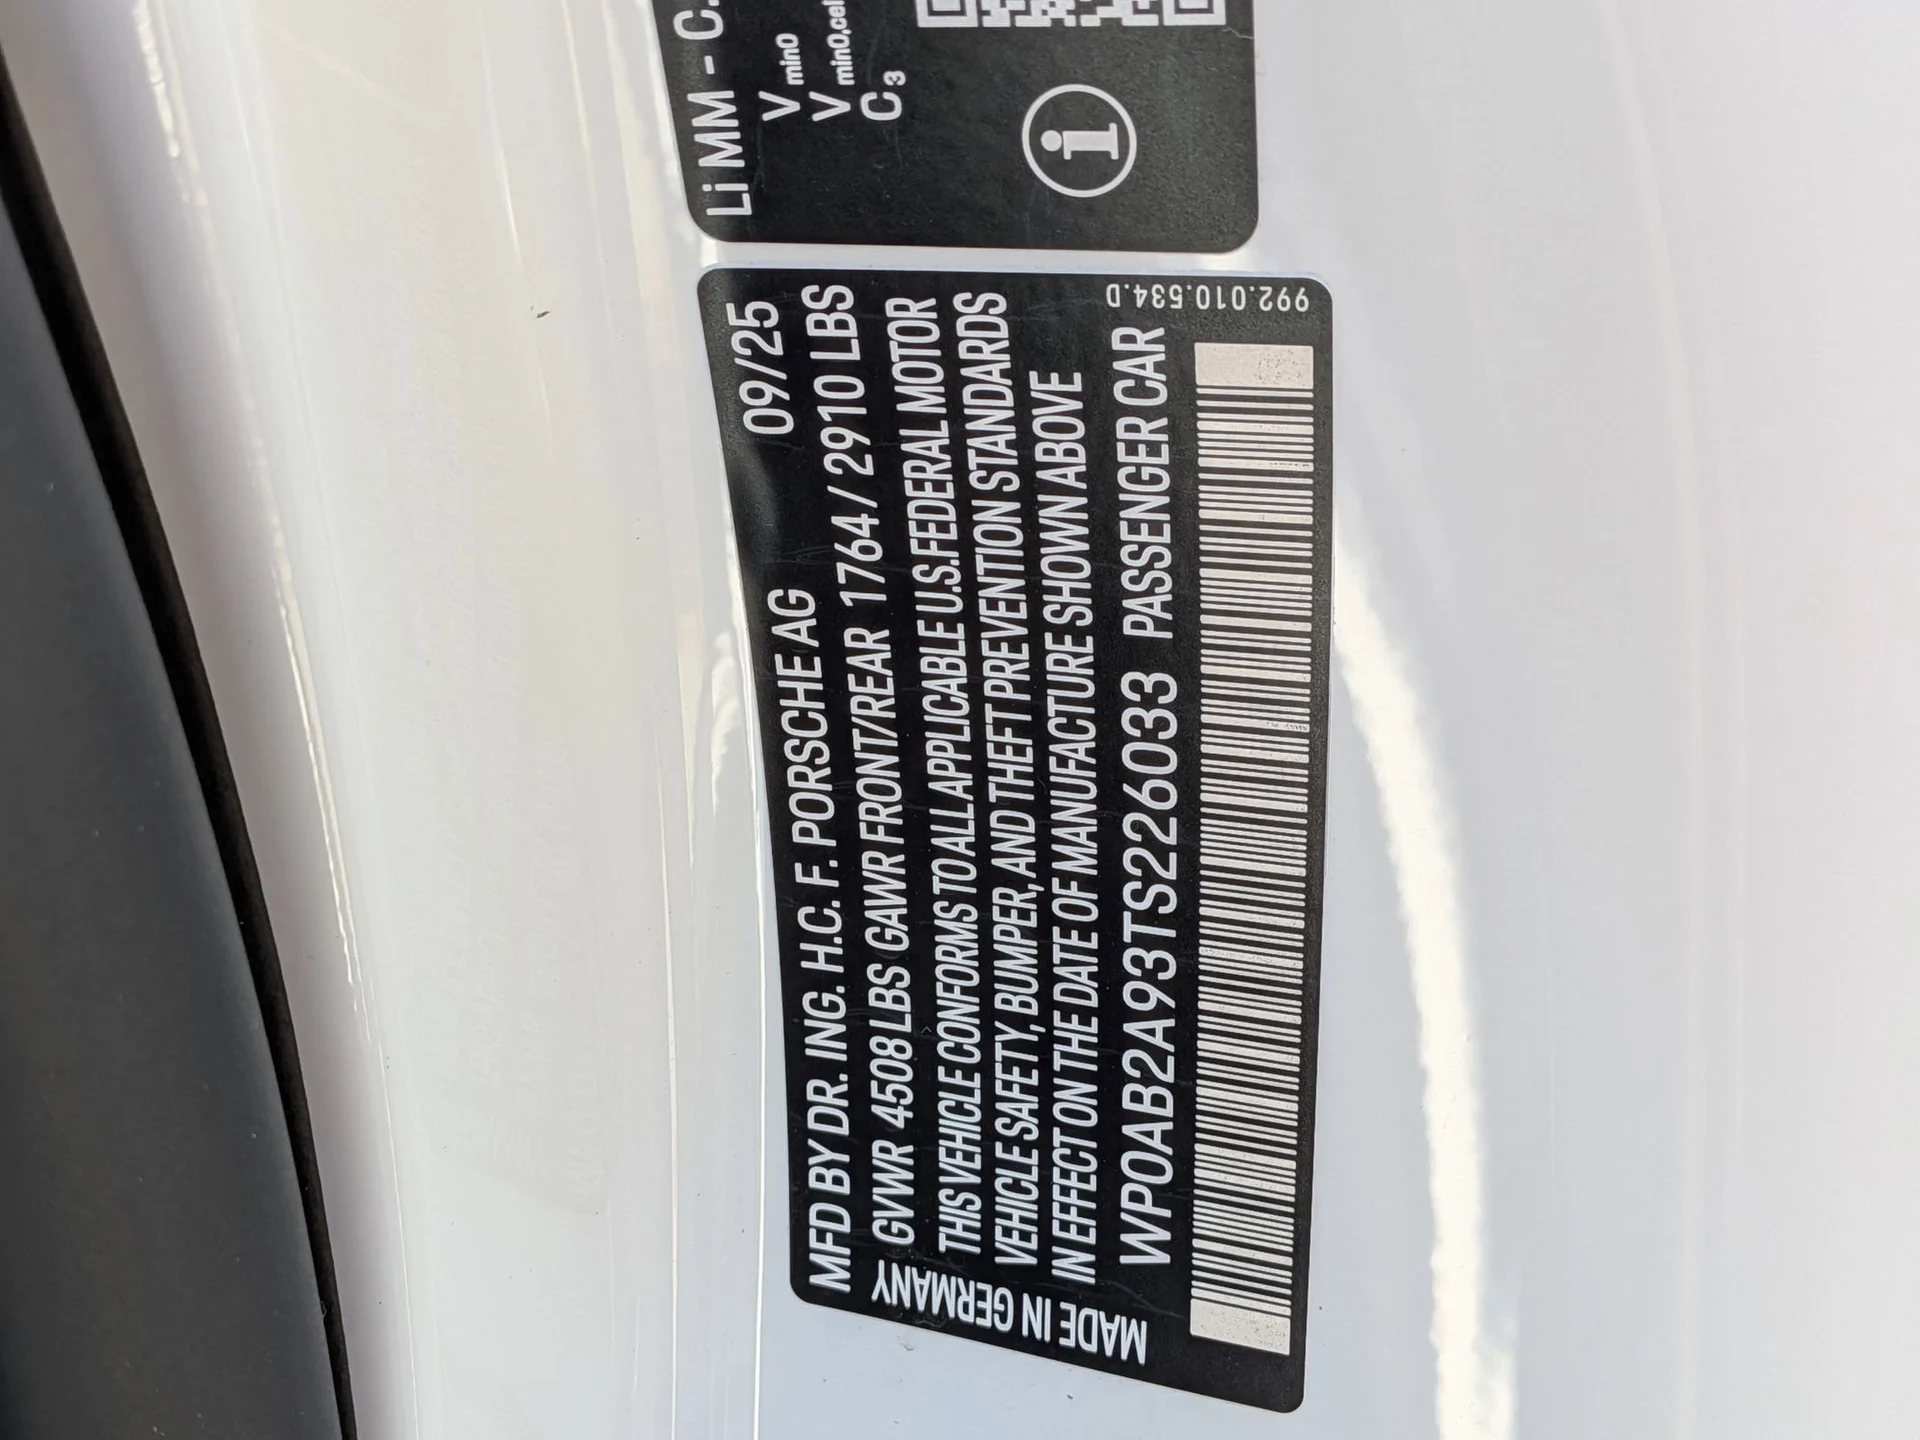 Li MM - C.
Vmin0
Vmin0,cel
C3
i
MFD BY DR. ING. H.C. F. PORSCHE AG 09/25
GVWR 4508 LBS GAWR FRONT/REAR 1764 / 2910 LBS
THIS VEHICLE CONFORMS TO ALL APPLICABLE U.S. FEDERAL MOTOR
VEHICLE SAFETY, BUMPER, AND THEFT PREVENTION STANDARDS
IN EFFECT ON THE DATE OF MANUFACTURE SHOWN ABOVE
WP0AB2A93TS226033 PASSENGER CAR
MADE IN GERMANY
992.010.534.D